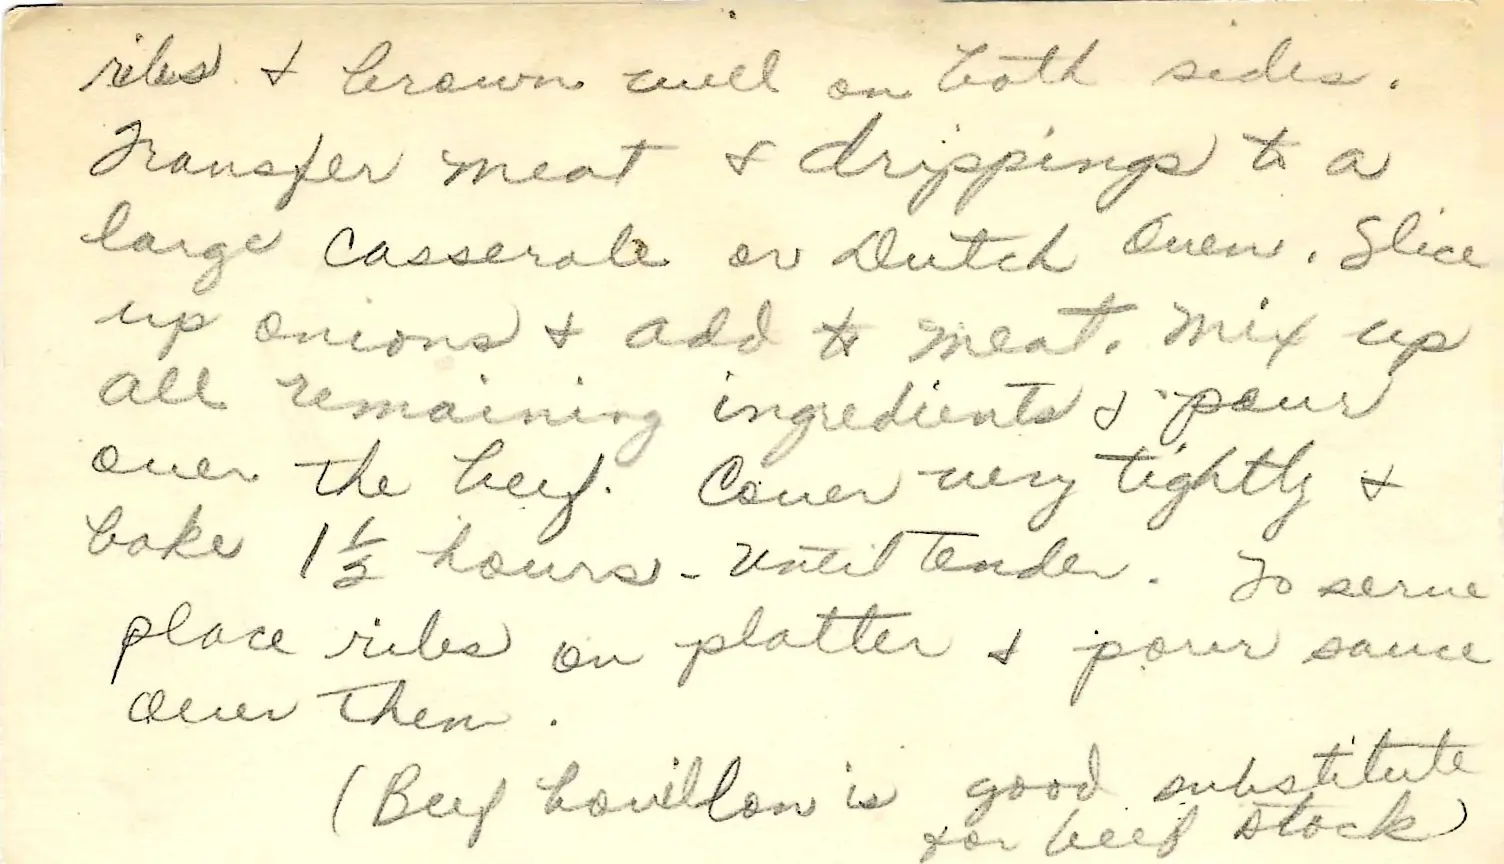 ribs & brown well on both sides.
Transfer meat & drippings to a
large casserole or Dutch Oven. Slice
up onions & add to meat. Mix up
all remaining ingredients & pour
over the beef. Cover very tightly &
bake 1 1/2 hours - until tender. To serve
place ribs on platter & pour sauce
over them.
(Beef bouillon is good substitute
for beef stock)